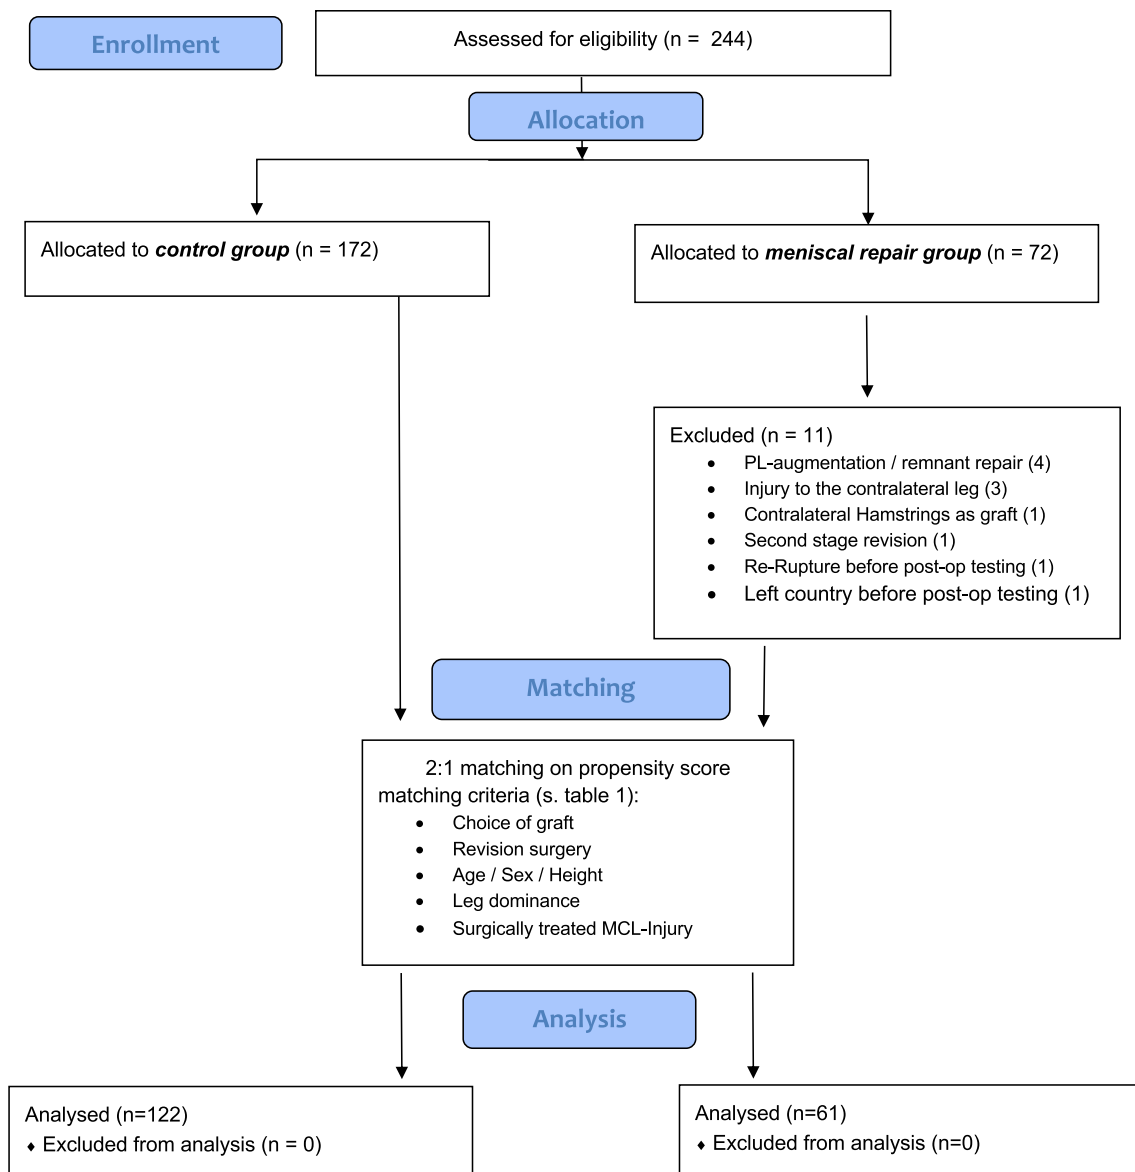 Enrollment
Assessed for eligibility (n = 244)
Allocation
Allocated to control group (n = 172)
Allocated to meniscal repair group (n = 72)
Excluded (n = 11)
• PL-augmentation / remnant repair (4)
• Injury to the contralateral leg (3)
• Contralateral Hamstrings as graft (1)
• Second stage revision (1)
• Re-Rupture before post-op testing (1)
• Left country before post-op testing (1)
Matching
2:1 matching on propensity score
matching criteria (s. table 1):
• Choice of graft
• Revision surgery
• Age / Sex / Height
• Leg dominance
• Surgically treated MCL-Injury
Analysis
Analysed (n=122)
♦ Excluded from analysis (n = 0)
Analysed (n=61)
♦ Excluded from analysis (n=0)